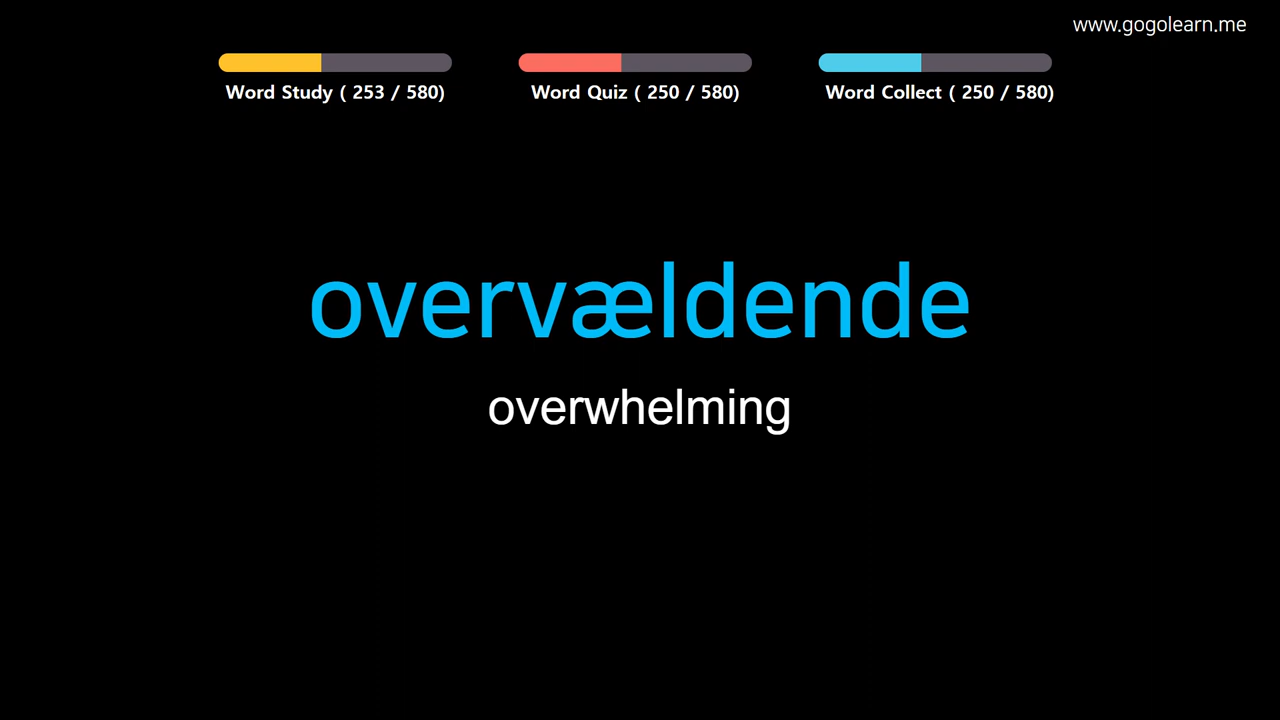 www.gogolearn.me
Word Study ( 253 / 580)
Word Quiz ( 250 / 580)
Word Collect ( 250 / 580)
overvældende
overwhelming